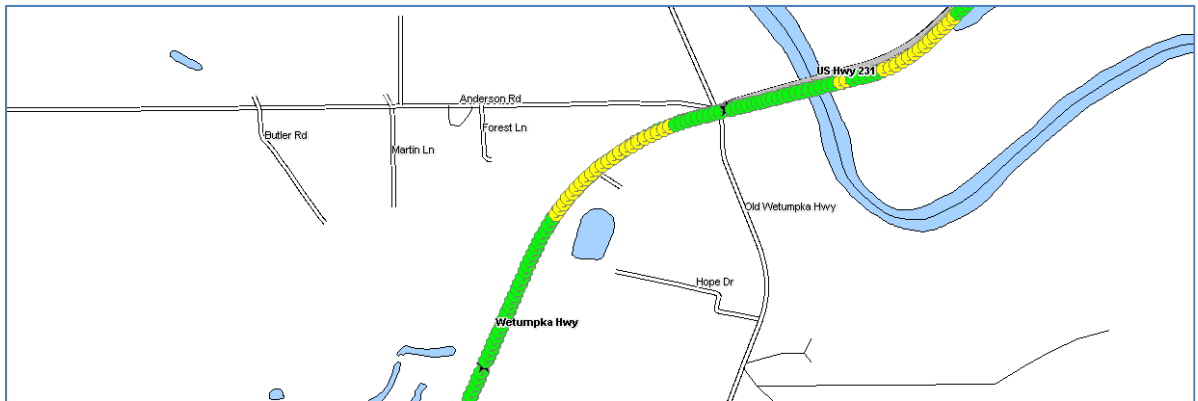 US Hwy 231
Anderson Rd
Forest Ln
Butler Rd
Martin Ln
Old Wetumpka Hwy
Hope Dr
Wetumpka Hwy